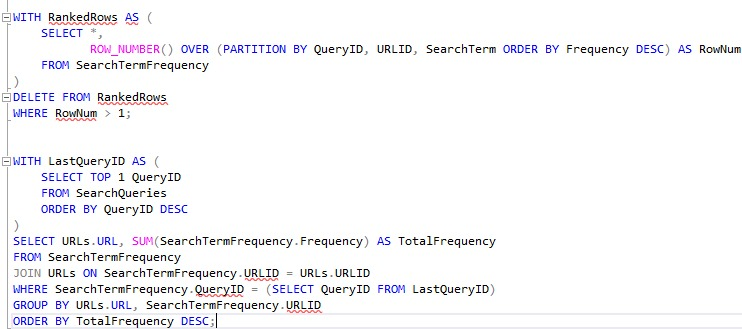 WITH RankedRows AS (
    SELECT *,
           ROW_NUMBER() OVER (PARTITION BY QueryID, URLID, SearchTerm ORDER BY Frequency DESC) AS RowNum
    FROM SearchTermFrequency
)
DELETE FROM RankedRows
WHERE RowNum > 1;

WITH LastQueryID AS (
    SELECT TOP 1 QueryID
    FROM SearchQueries
    ORDER BY QueryID DESC
)
SELECT URLs.URL, SUM(SearchTermFrequency.Frequency) AS TotalFrequency
FROM SearchTermFrequency
JOIN URLs ON SearchTermFrequency.URLID = URLs.URLID
WHERE SearchTermFrequency.QueryID = (SELECT QueryID FROM LastQueryID)
GROUP BY URLs.URL, SearchTermFrequency.URLID
ORDER BY TotalFrequency DESC;